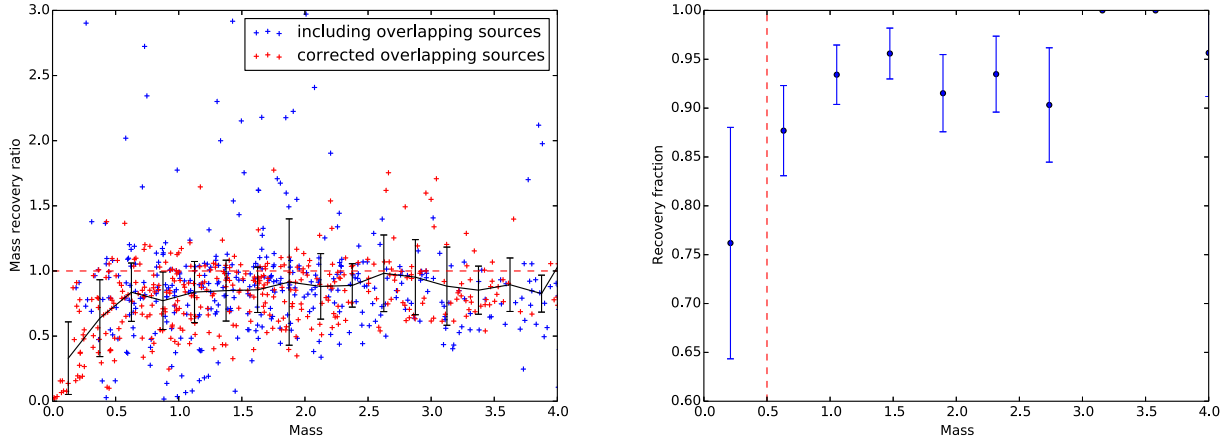 3.0
2.5
2.0
1.5
1.0
0.5
0.0
Mass recovery ratio
including overlapping sources
corrected overlapping sources
0.0 0.5 1.0 1.5 2.0 2.5 3.0 3.5 4.0
Mass
1.00
0.95
0.90
0.85
0.80
0.75
0.70
0.65
0.60
Recovery fraction
0.0 0.5 1.0 1.5 2.0 2.5 3.0 3.5 4.0
Mass